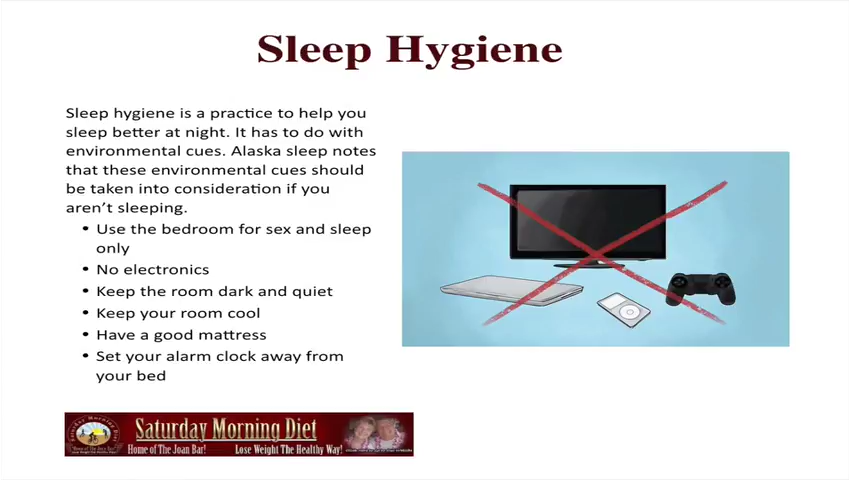 Sleep Hygiene
Sleep hygiene is a practice to help you
sleep better at night. It has to do with
environmental cues. Alaska sleep notes
that these environmental cues should
be taken into consideration if you
aren't sleeping.
• Use the bedroom for sex and sleep
only
• No electronics
• Keep the room dark and quiet
• Keep your room cool
• Have a good mattress
• Set your alarm clock away from
your bed
Saturday Morning Diet
Home of The Joan Bar! Lose Weight The Healthy Way!